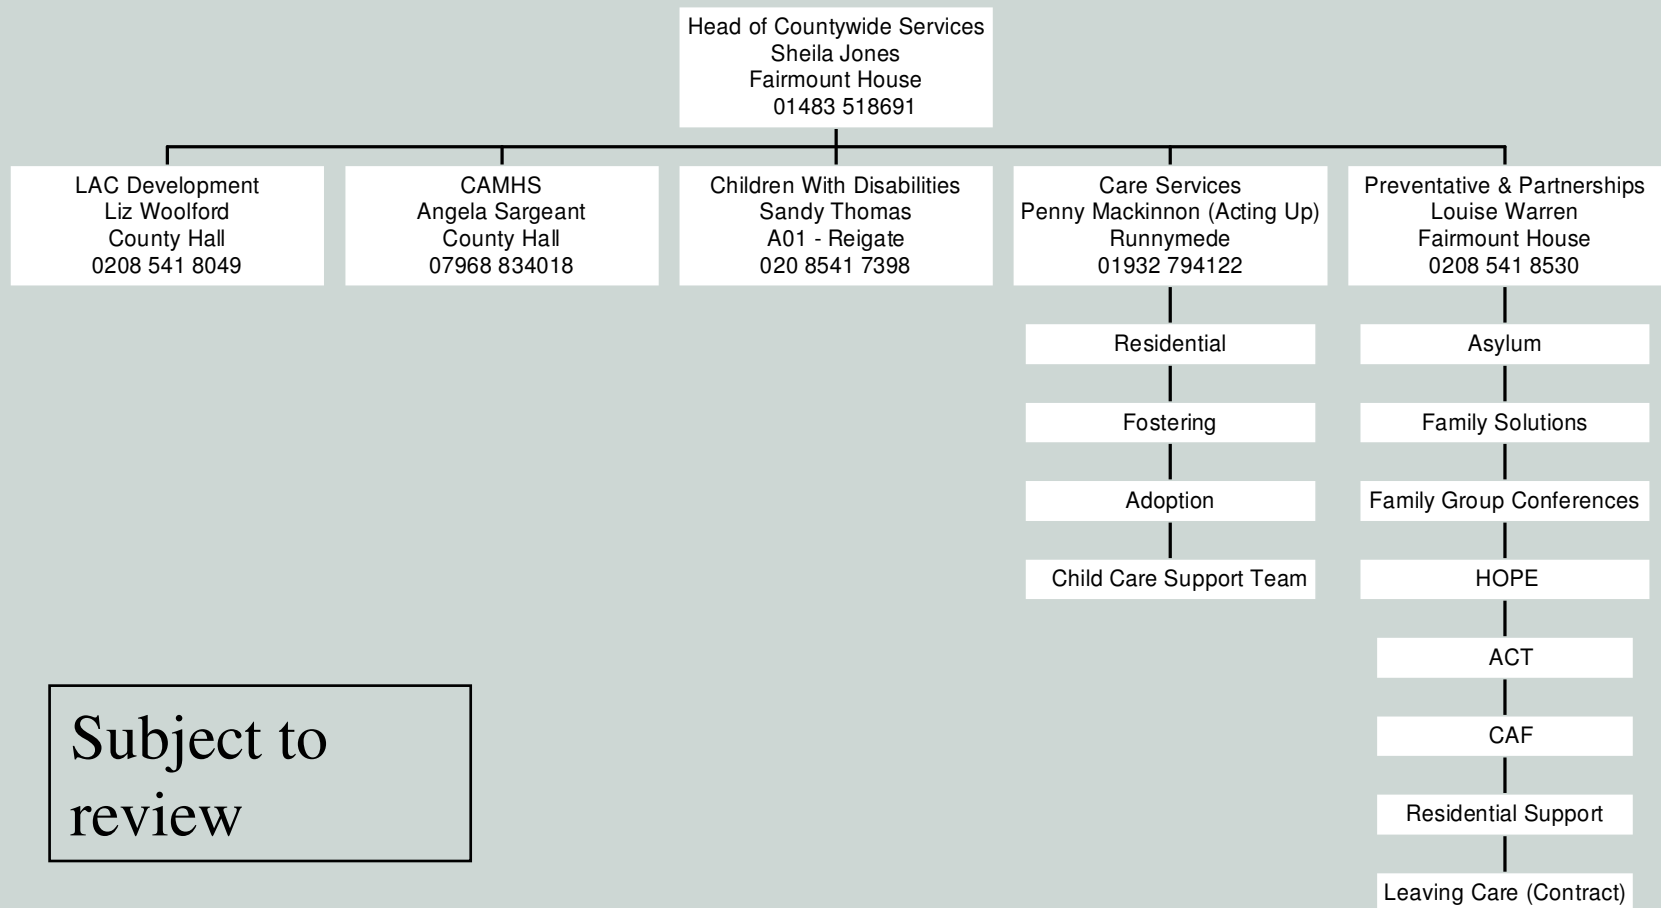 Head of Countywide Services
Sheila Jones
Fairmount House
01483 518691
LAC Development
Liz Woolford
County Hall
0208 541 8049
CAMHS
Angela Sargeant
County Hall
07968 834018
Children With Disabilities
Sandy Thomas
A01 - Reigate
020 8541 7398
Care Services
Penny Mackinnon (Acting Up)
Runnymede
01932 794122
Preventative & Partnerships
Louise Warren
Fairmount House
0208 541 8530
Residential
Fostering
Adoption
Child Care Support Team
Asylum
Family Solutions
Family Group Conferences
HOPE
ACT
CAF
Residential Support
Leaving Care (Contract)
Subject to
review